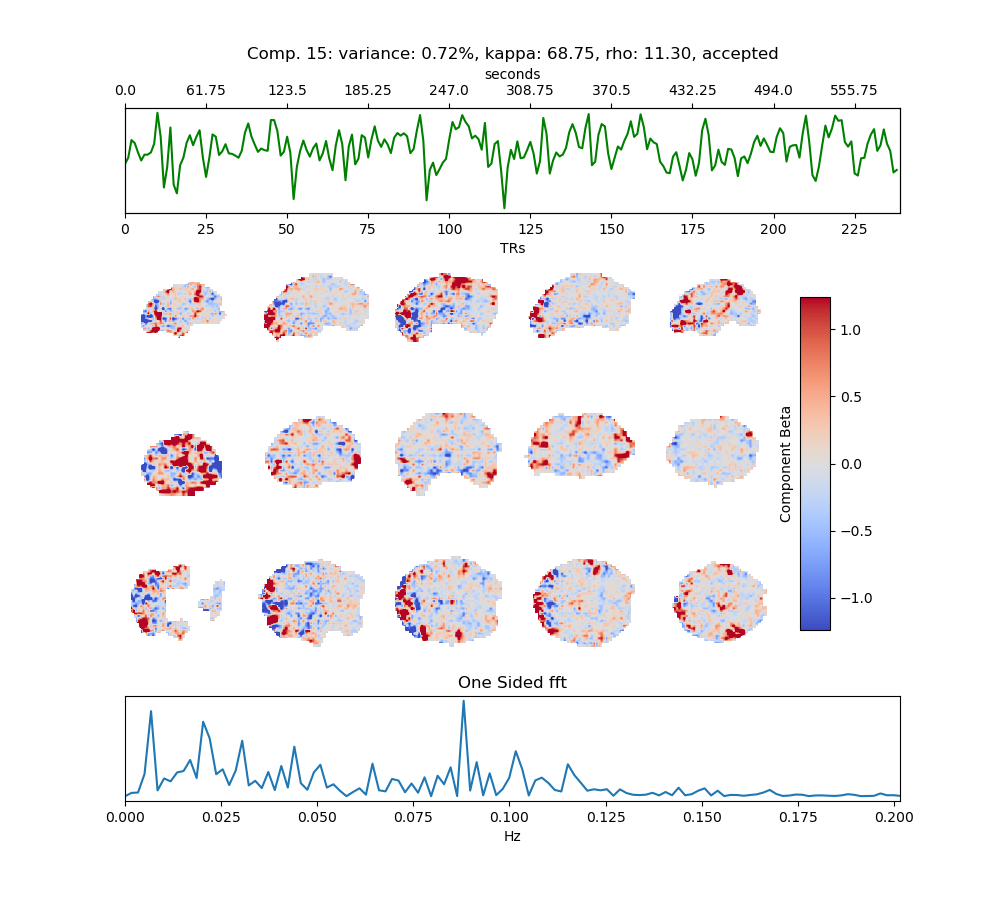 Comp. 15: variance: 0.72%, kappa: 68.75, rho: 11.30, accepted
seconds
0.0 61.75 123.5 185.25 247.0 308.75 370.5 432.25 494.0 555.75
0 25 50 75 100 125 150 175 200 225
TRs
Component Beta
1.0
0.5
0.0
−0.5
−1.0
One Sided fft
0.000 0.025 0.050 0.075 0.100 0.125 0.150 0.175 0.200
Hz